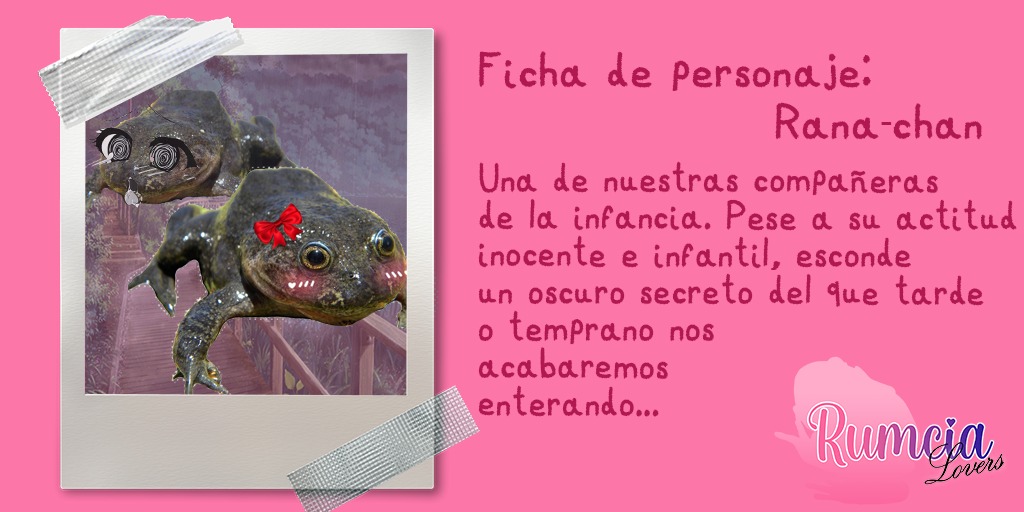 Ficha de personaje:
Rana-chan
Una de nuestras compañeras
de la infancia. Pese a su actitud
inocente e infantil, esconde
un oscuro secreto del que tarde
o temprano nos
acabaremos
enterando...
Rumcia
Lovers